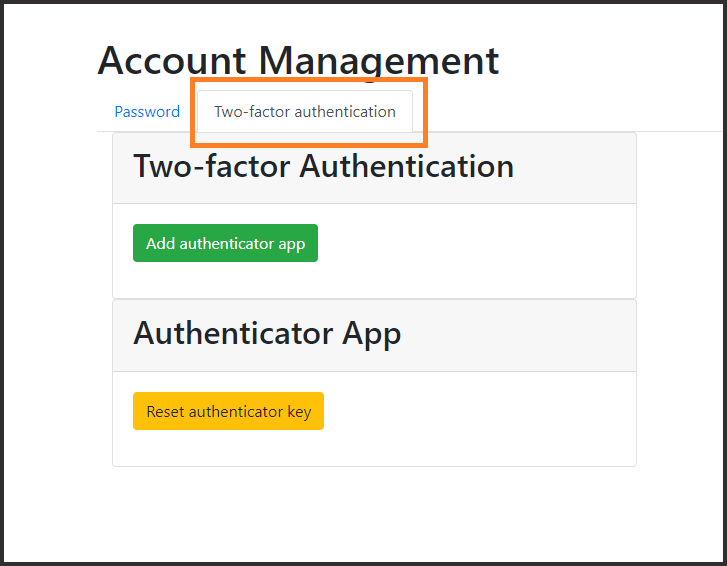 Account Management
Password Two-factor authentication
Two-factor Authentication
Add authenticator app
Authenticator App
Reset authenticator key